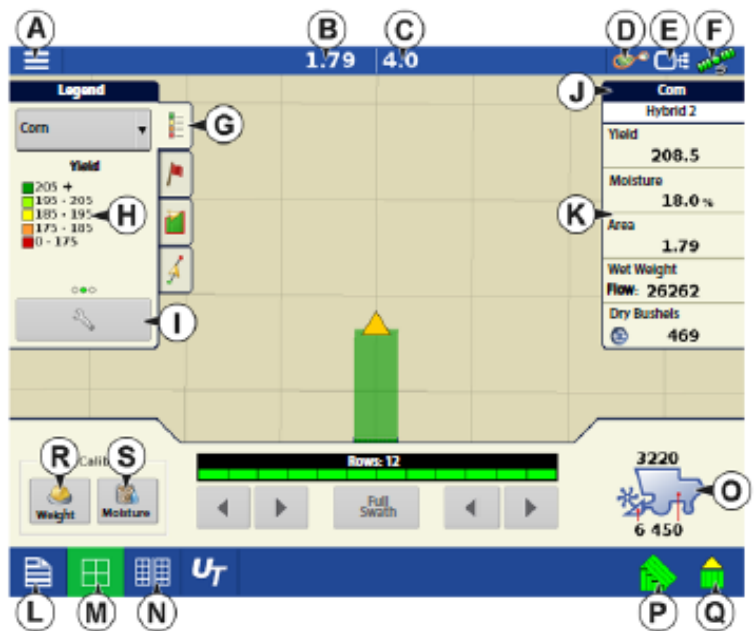 A B C D E F
1.79 4.0
Legend
Corn
G
Yield
205 +
195 - 205
185 - 195
H
175 - 185
0 - 175
I
J
Corn
Hybrid 2
Yield
208.5
Moisture
18.0 %
K
Area
1.79
Wet Weight
Flow: 26262
Dry Bushels
469
R S
Calib
Weight
Moisture
Rows: 12
Full
Swath
3220
O
6 450
UT
L M N P Q